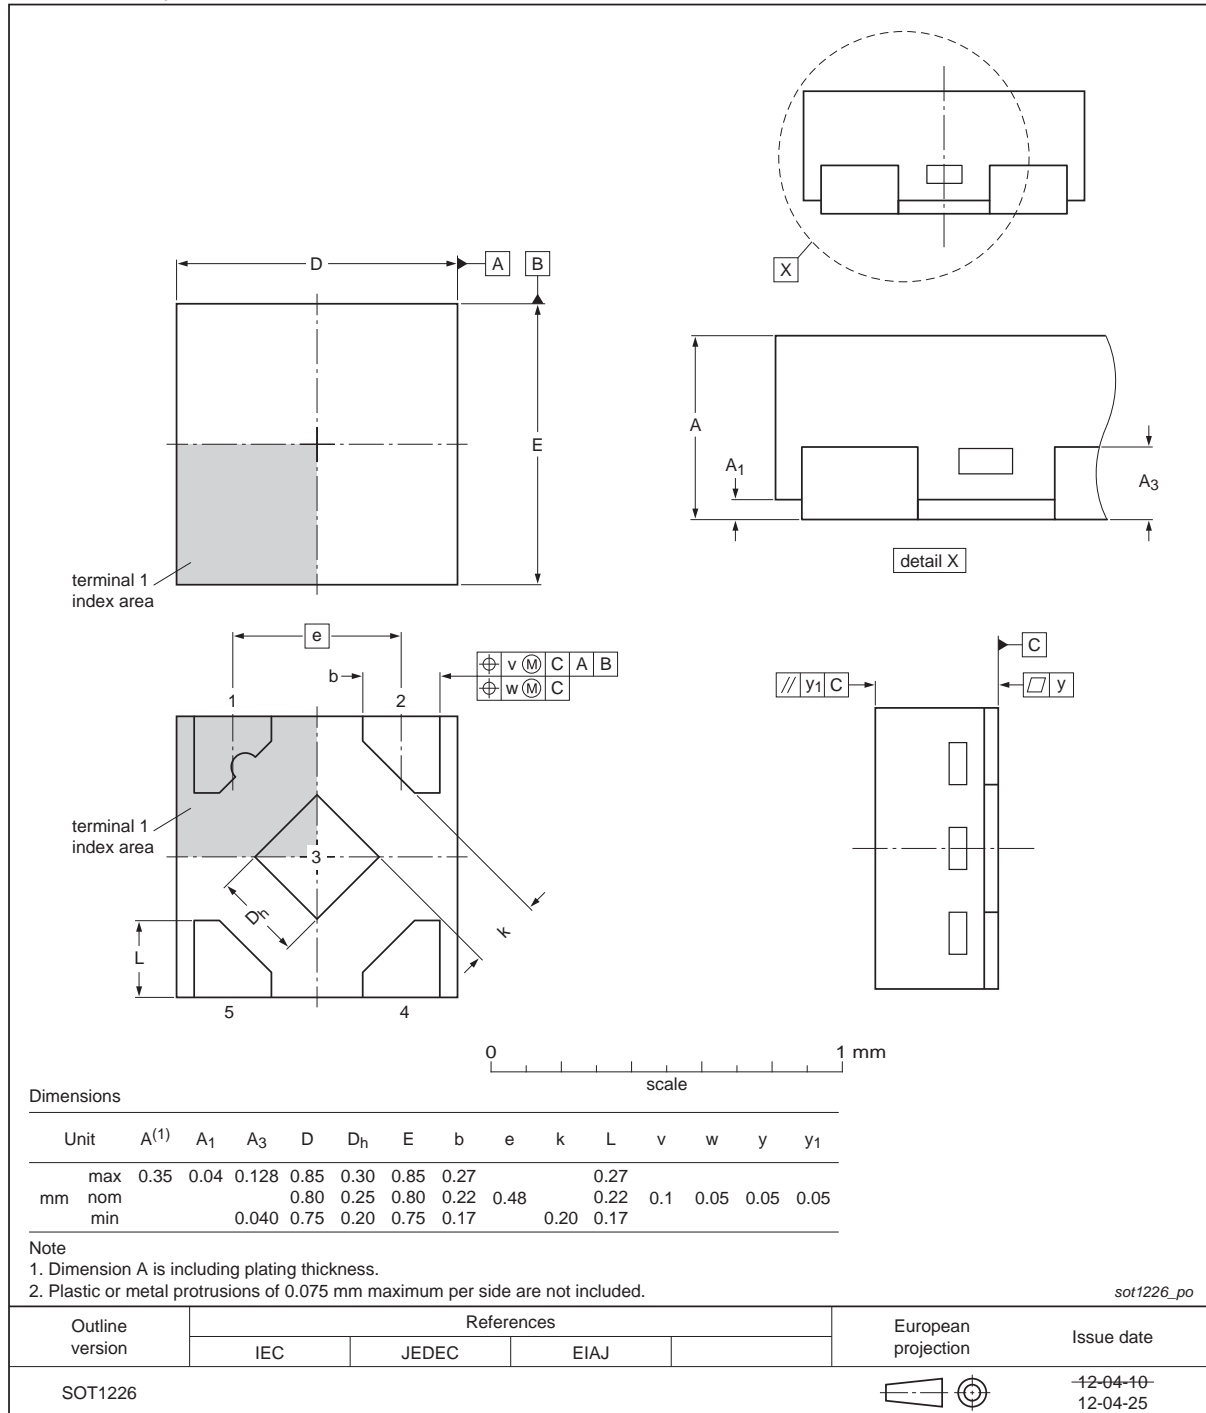 X
D
A
B
E
A
A1
A3
terminal 1
index area
detail X
e
b
v M C A B
w M C
C
1
2
// y1 C
y
terminal 1
index area
3
Dh
k
L
5
4
0
1 mm
scale
Dimensions
Unit A(1) A1 A3 D Dh E b e k L v w y y1
max 0.35 0.04 0.128 0.85 0.30 0.85 0.27 0.27
mm nom 0.80 0.25 0.80 0.22 0.48 0.22 0.1 0.05 0.05 0.05
min 0.040 0.75 0.20 0.75 0.17 0.20 0.17
Note
1. Dimension A is including plating thickness.
2. Plastic or metal protrusions of 0.075 mm maximum per side are not included.
sot1226_po
Outline
version
References
IEC
JEDEC
EIAJ
European
projection
Issue date
SOT1226
12-04-10
12-04-25